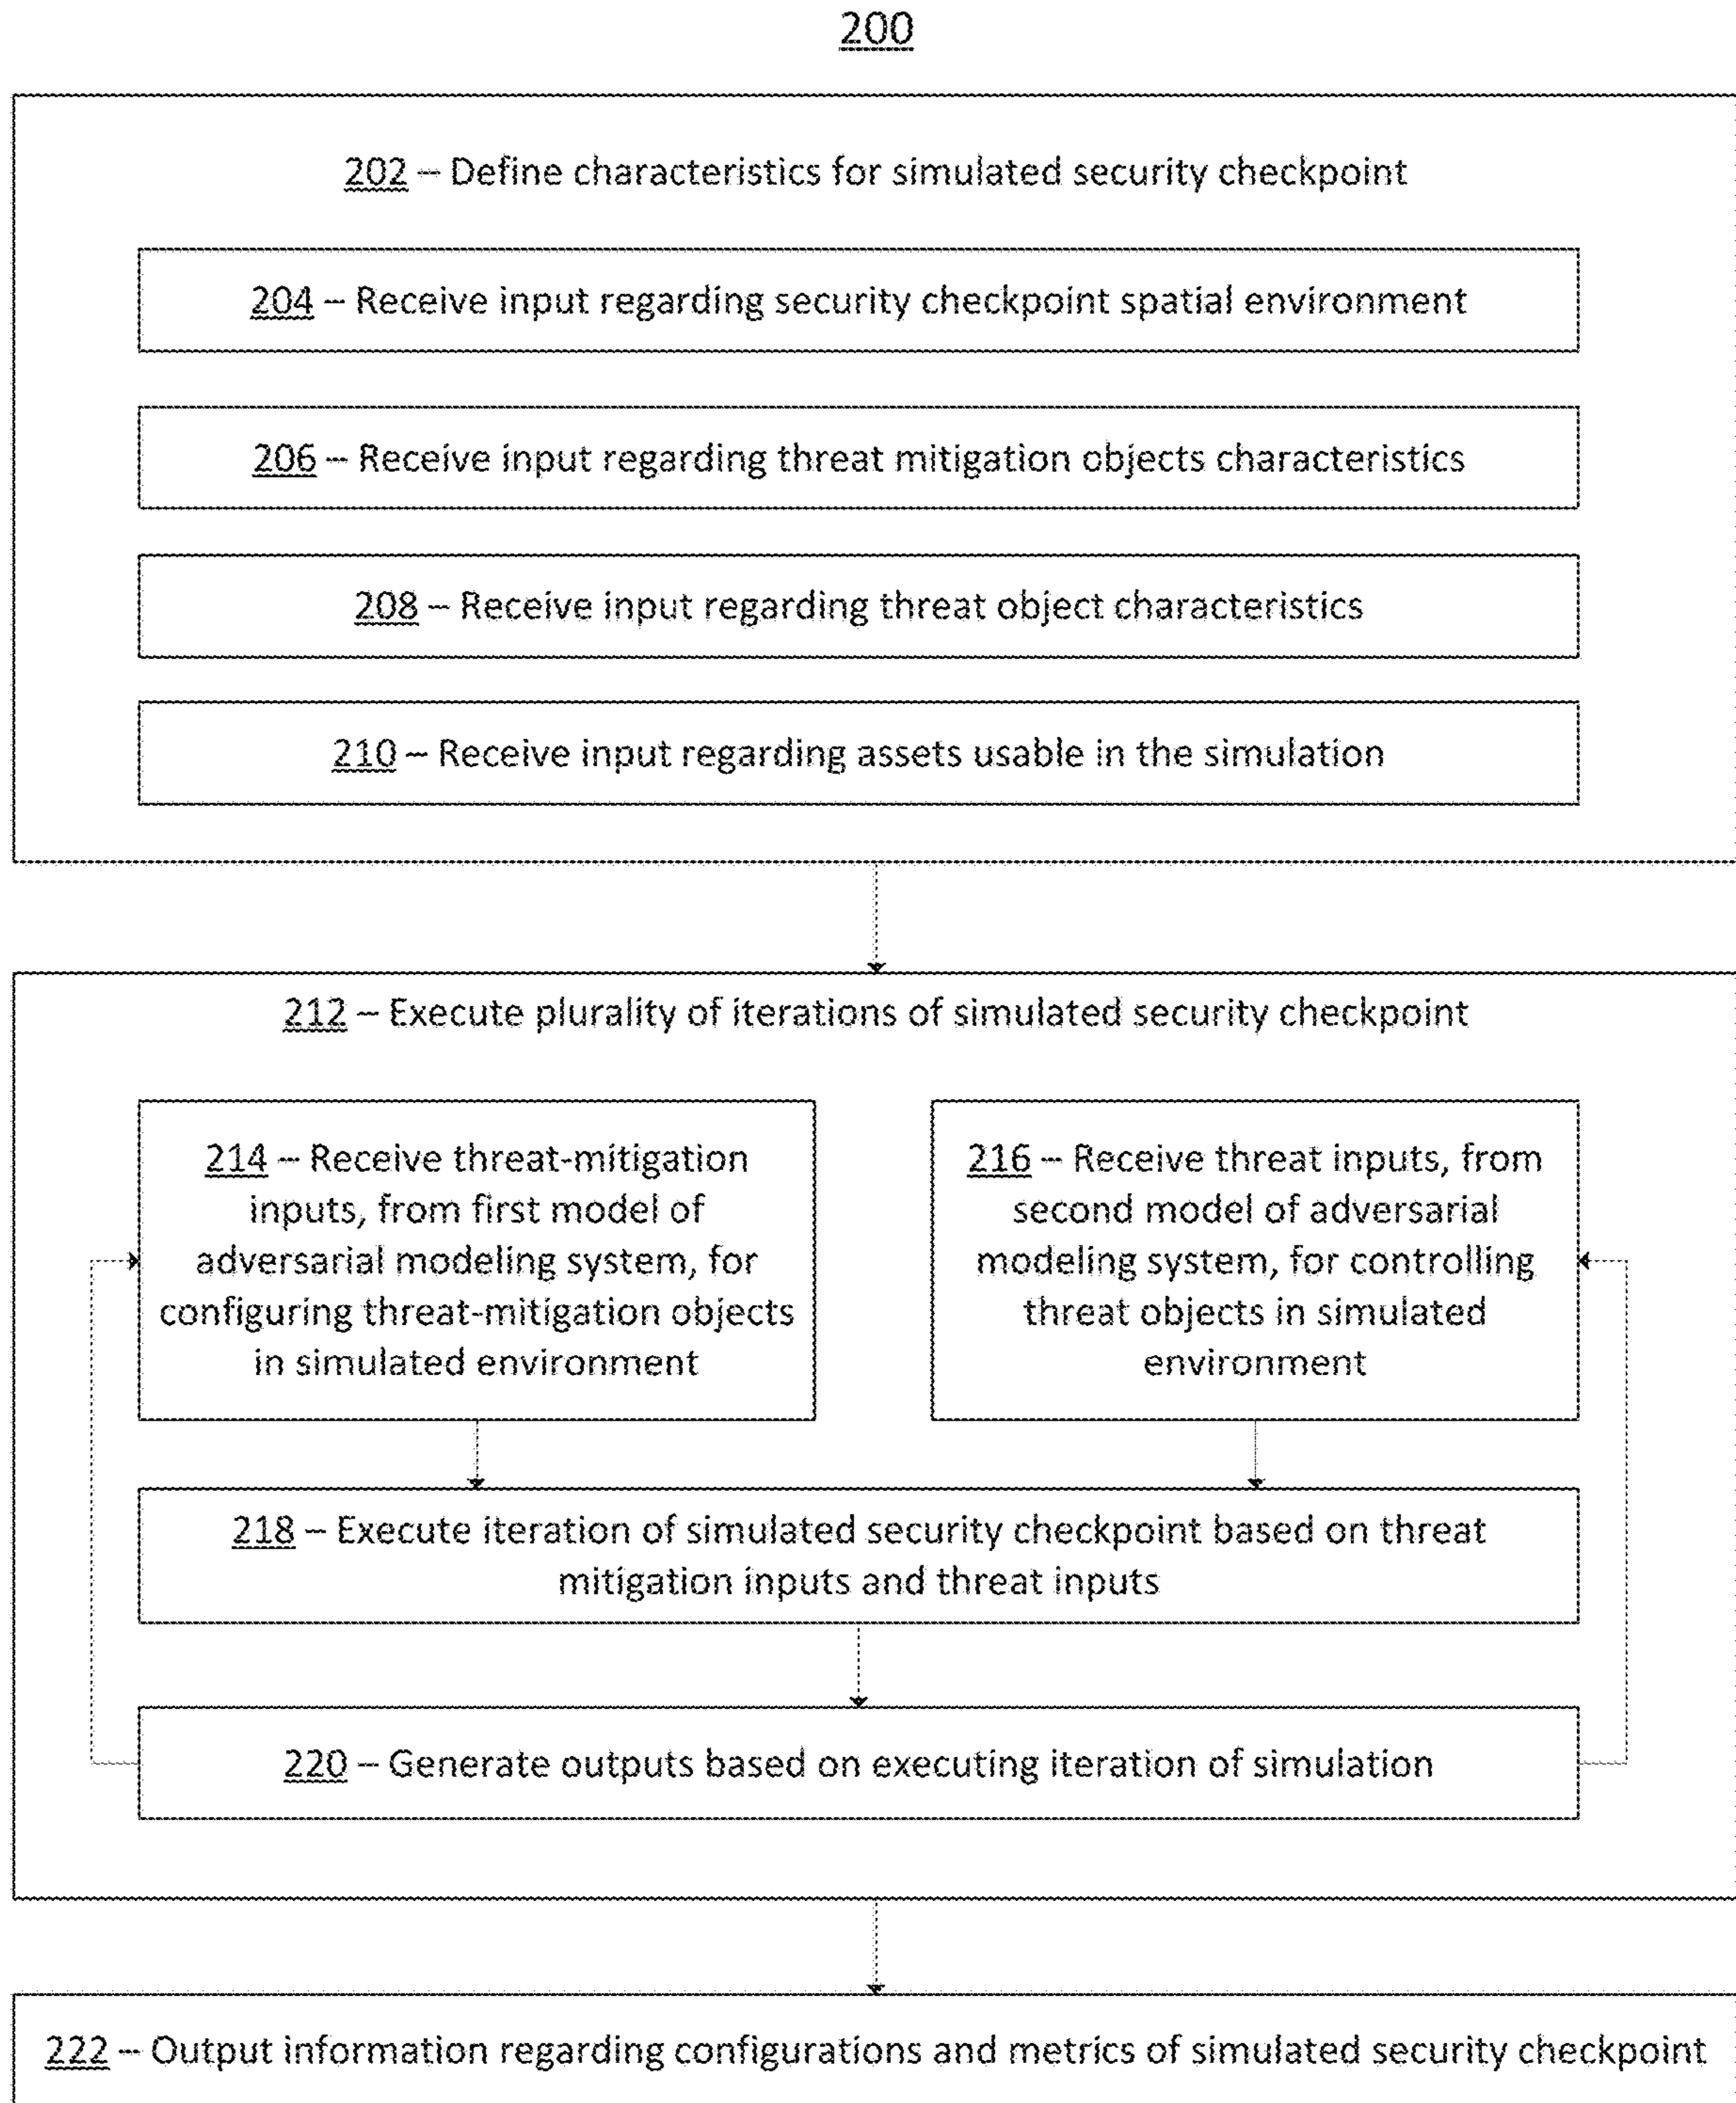 200
202 – Define characteristics for simulated security checkpoint
204 – Receive input regarding security checkpoint spatial environment
206 – Receive input regarding threat mitigation objects characteristics
208 – Receive input regarding threat object characteristics
210 – Receive input regarding assets usable in the simulation
212 – Execute plurality of iterations of simulated security checkpoint
214 – Receive threat-mitigation
inputs, from first model of
adversarial modeling system, for
configuring threat-mitigation objects
in simulated environment
216 – Receive threat inputs, from
second model of adversarial
modeling system, for controlling
threat objects in simulated
environment
218 – Execute iteration of simulated security checkpoint based on threat
mitigation inputs and threat inputs
220 – Generate outputs based on executing iteration of simulation
222 – Output information regarding configurations and metrics of simulated security checkpoint